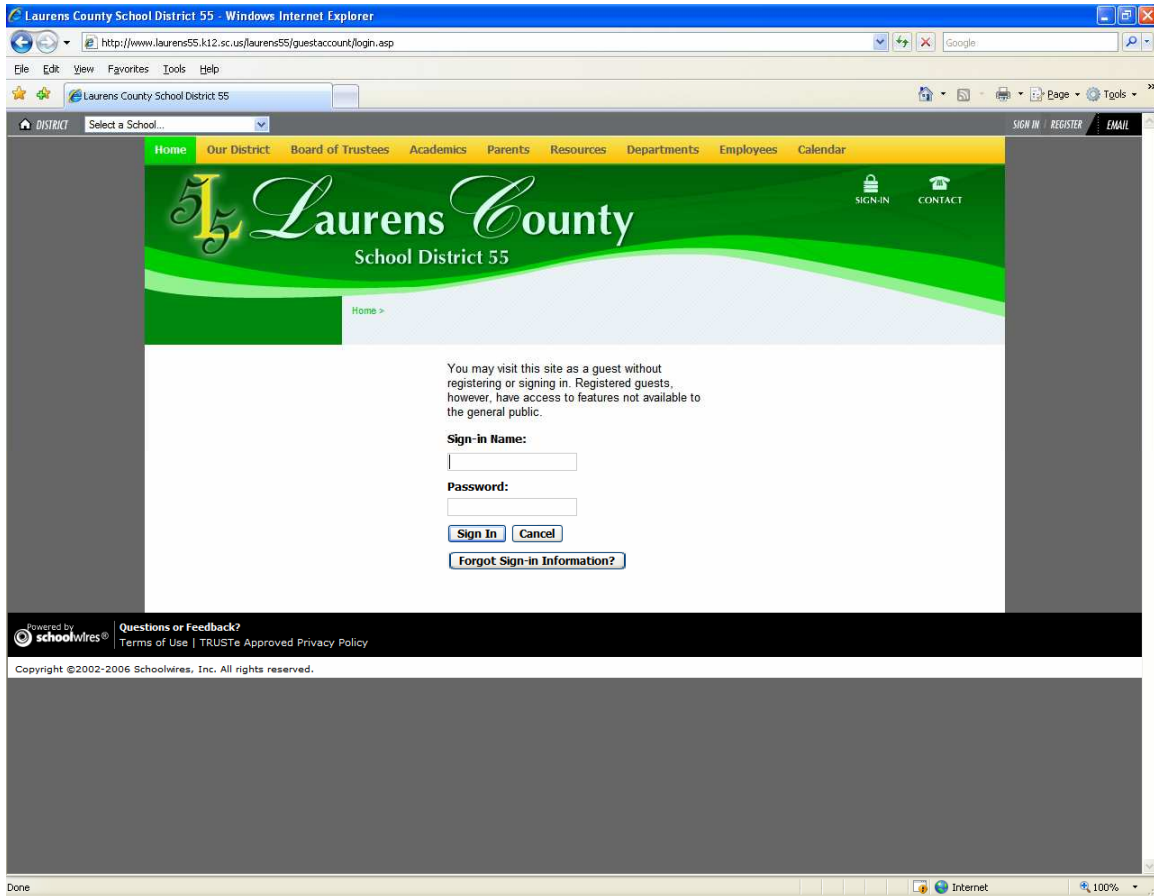 Laurens County School District 55 - Windows Internet Explorer
http://www.laurens55.k12.sc.us/laurens55/guestaccount/login.asp
Google
File Edit View Favorites Tools Help
Laurens County School District 55
Page Tools »
DISTRICT Select a School... SIGN IN | REGISTER EMAIL
Home Our District Board of Trustees Academics Parents Resources Departments Employees Calendar
55 L Laurens County
School District 55
SIGN-IN CONTACT
Home >
You may visit this site as a guest without
registering or signing in. Registered guests,
however, have access to features not available to
the general public.
Sign-in Name:
Password:
Sign In Cancel
Forgot Sign-in Information?
Powered by
schoolwires®
Questions or Feedback?
Terms of Use | TRUSTe Approved Privacy Policy
Copyright ©2002-2006 Schoolwires, Inc. All rights reserved.
Done Internet 100%